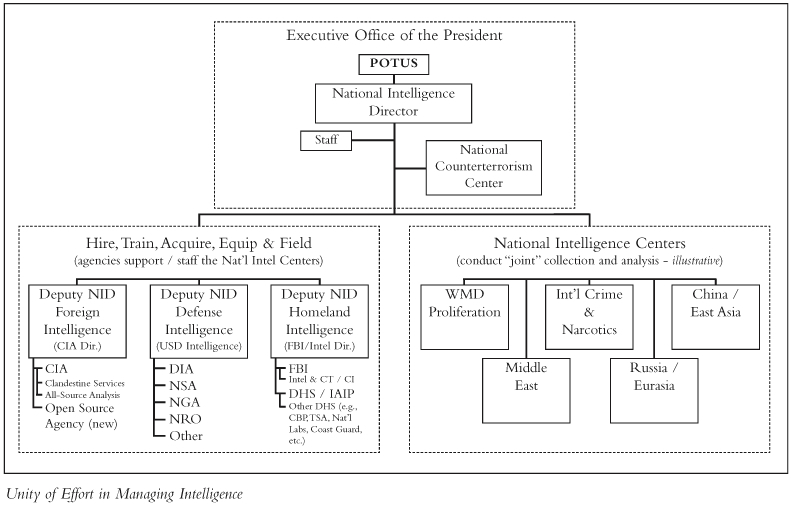 Executive Office of the President
POTUS
National Intelligence
Director
Staff
National
Counterterrorism
Center
Hire, Train, Acquire, Equip & Field
(agencies support / staff the Nat'l Intel Centers)
Deputy NID
Foreign
Intelligence
(CIA Dir.)
CIA
Clandestine Services
All-Source Analysis
Open Source
Agency (new)
Deputy NID
Defense
Intelligence
(USD Intelligence)
DIA
NSA
NGA
NRO
Other
Deputy NID
Homeland
Intelligence
(FBI/Intel Dir.)
FBI
Intel & CT / CI
DHS / IAIP
Other DHS (e.g.,
CBP, TSA, Nat'l
Labs, Coast Guard,
etc.)
National Intelligence Centers
(conduct "joint" collection and analysis - illustrative)
WMD
Proliferation
Int'l Crime
&
Narcotics
China /
East Asia
Middle
East
Russia /
Eurasia
Unity of Effort in Managing Intelligence